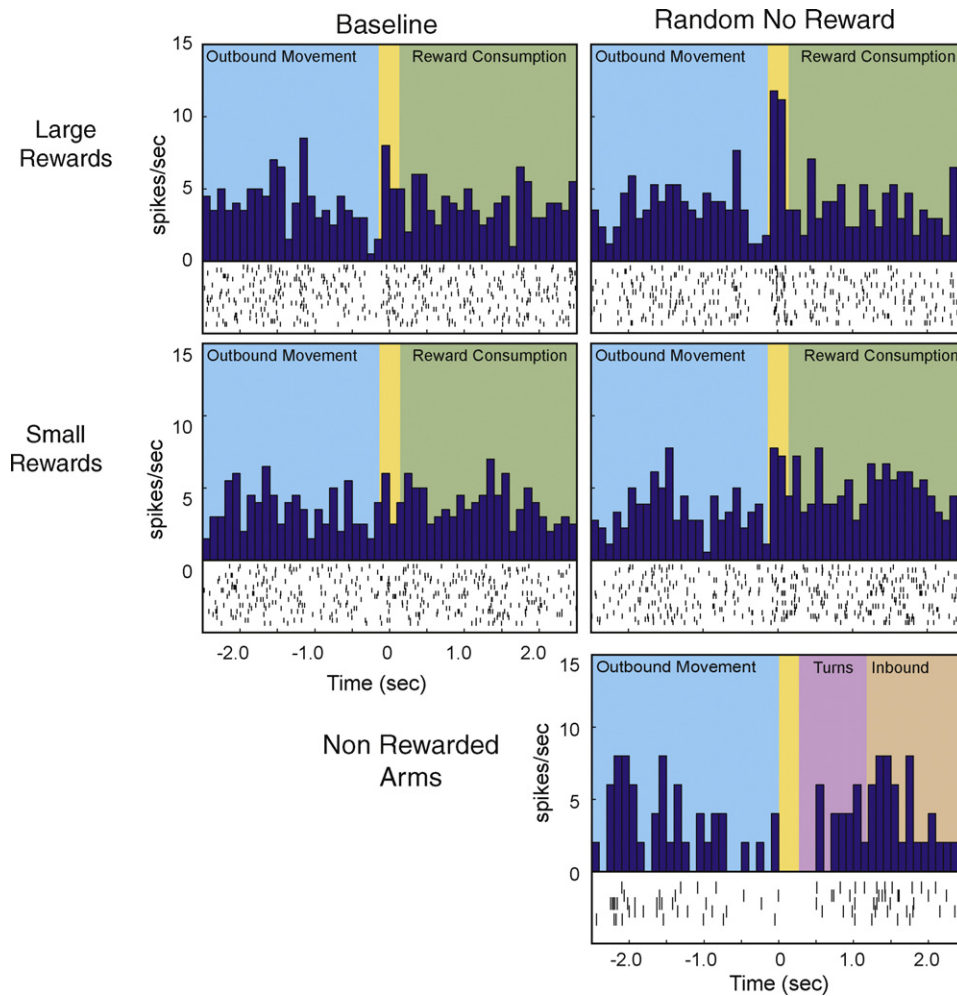 Baseline
Random No Reward
Large
Rewards
spikes/sec
15
10
5
0
Outbound Movement
Reward Consumption
Outbound Movement
Reward Consumption
Small
Rewards
spikes/sec
15
10
5
0
Outbound Movement
Reward Consumption
Outbound Movement
Reward Consumption
-2.0 -1.0 0 1.0 2.0
Time (sec)
Non Rewarded
Arms
spikes/sec
15
10
5
0
Outbound Movement
Turns
Inbound
-2.0 -1.0 0 1.0 2.0
Time (sec)